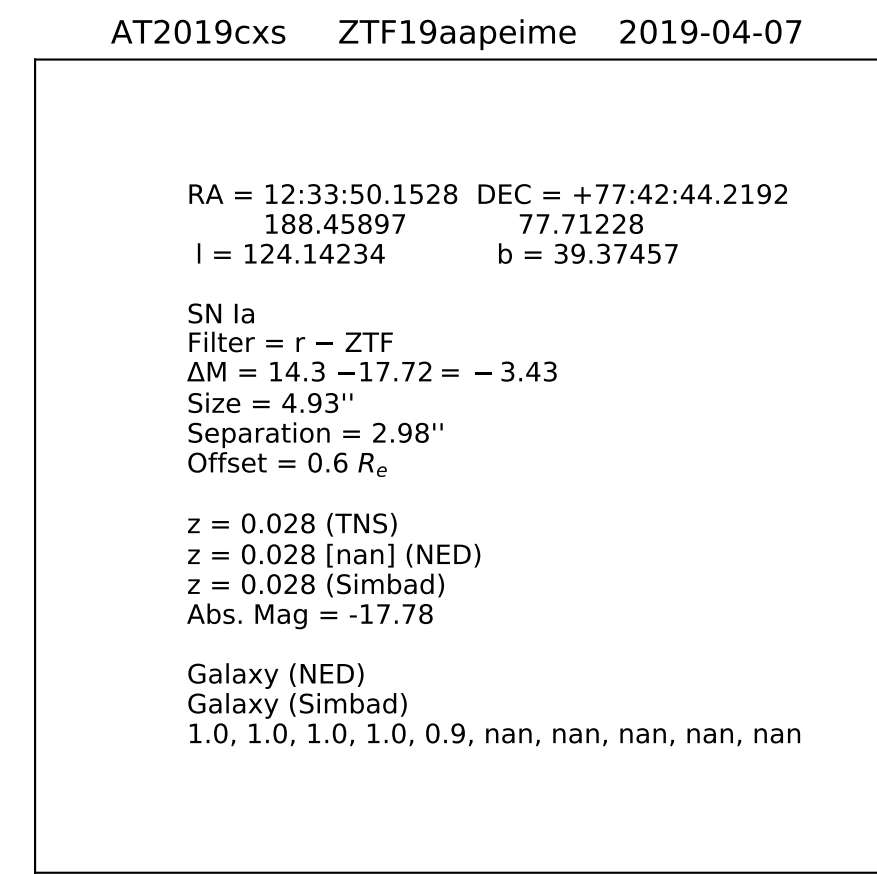 AT2019cxs ZTF19aapeime 2019-04-07
RA = 12:33:50.1528 DEC = +77:42:44.2192
188.45897 77.71228
l = 124.14234 b = 39.37457
SN Ia
Filter = r − ZTF
ΔM = 14.3 −17.72 = − 3.43
Size = 4.93''
Separation = 2.98''
Offset = 0.6 Re
z = 0.028 (TNS)
z = 0.028 [nan] (NED)
z = 0.028 (Simbad)
Abs. Mag = -17.78
Galaxy (NED)
Galaxy (Simbad)
1.0, 1.0, 1.0, 1.0, 0.9, nan, nan, nan, nan, nan